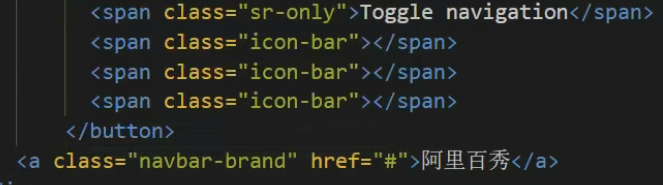 <span class="sr-only">Toggle navigation</span>
<span class="icon-bar"></span>
<span class="icon-bar"></span>
<span class="icon-bar"></span>
</button>
<a class="navbar-brand" href="#">阿里百秀</a>